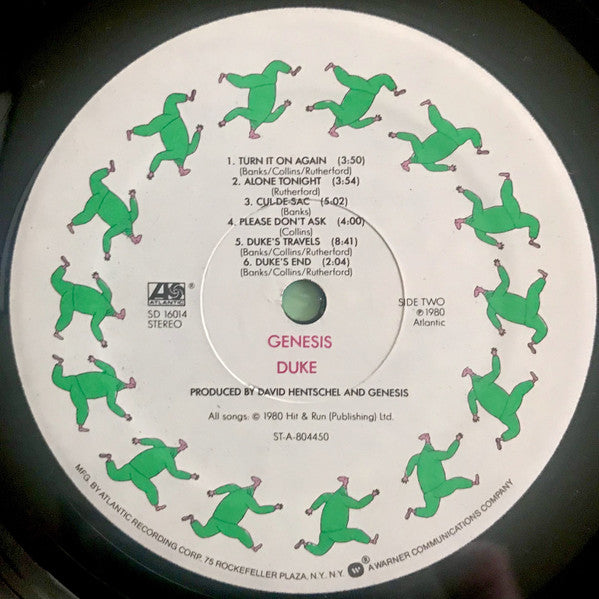 1. TURN IT ON AGAIN (3:50)
(Banks/Collins/Rutherford)
2. ALONE TONIGHT (3:54)
(Rutherford)
3. CUL-DE-SAC (5:02)
(Banks)
4. PLEASE DON'T ASK (4:00)
(Collins)
5. DUKE'S TRAVELS (8:41)
(Banks/Collins/Rutherford)
6. DUKE'S END (2:04)
(Banks/Collins/Rutherford)
ATLANTIC ®
SD 16014
STEREO
SIDE TWO
℗ 1980
Atlantic
GENESIS
DUKE
PRODUCED BY DAVID HENTSCHEL AND GENESIS
All songs: © 1980 Hit & Run (Publishing) Ltd.
ST-A-804450
MFG. BY ATLANTIC RECORDING CORP. 75 ROCKEFELLER PLAZA, N.Y. N.Y. ® A WARNER COMMUNICATIONS COMPANY